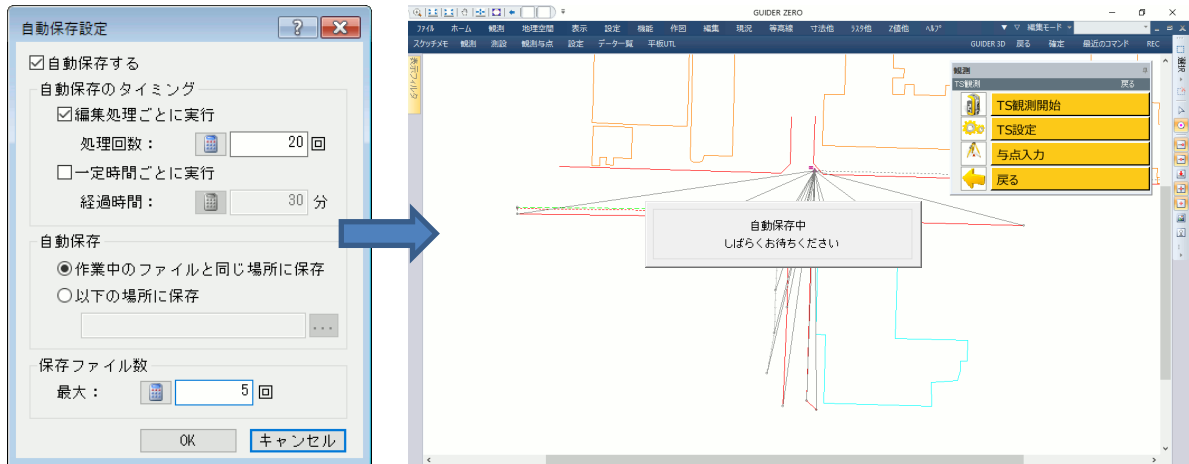 自動保存設定
?
☑自動保存する
自動保存のタイミング
☑編集処理ごとに実行
処理回数： 20 回
☐一定時間ごとに実行
経過時間： 30 分
自動保存
◉作業中のファイルと同じ場所に保存
○以下の場所に保存
...
保存ファイル数
最大： 5 回
OK キャンセル
GUIDER ZERO
ﾌｧｲﾙ ホーム 観測 地理空間 表示 設定 機能 作図 編集 現況 等高線 寸法他 ﾗｽﾀ他 Z値他 ﾍﾙﾌﾟ 編集モード
スケッチメモ 観測 測設 観測与点 設定 データ一覧 平板UTL GUIDER 3D 戻る 確定 最近のコマンド REC
表示フィルタ
観測
TS観測 戻る
TS観測開始
TS設定
与点入力
戻る
自動保存中
しばらくお待ちください